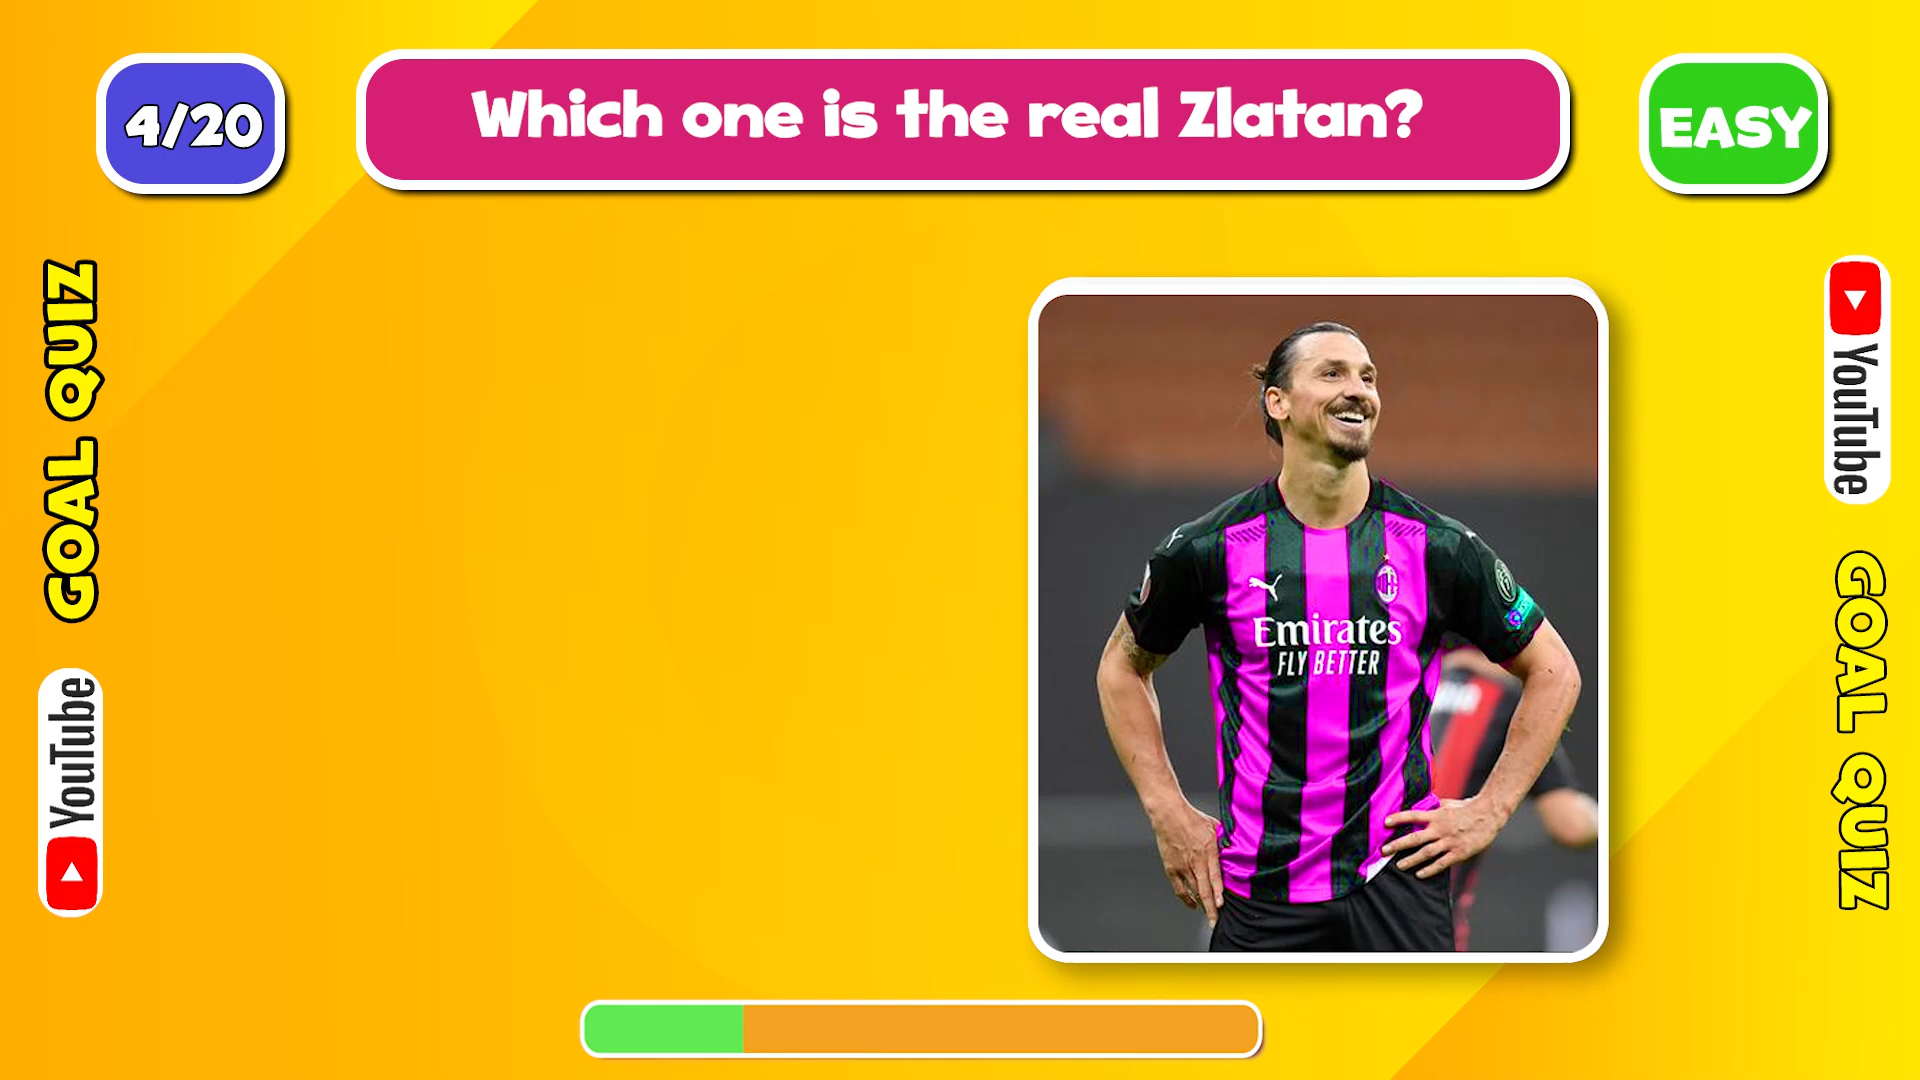 4/20
Which one is the real Zlatan?
EASY
GOAL QUIZ
YouTube
YouTube
GOAL QUIZ
Emirates
FLY BETTER